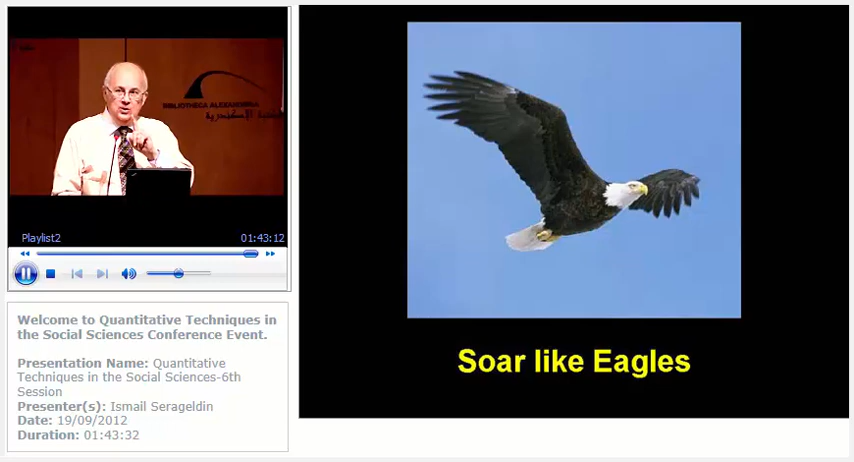 BIBLIOTHECA ALEXANDRINA
مكتبة الإسكندرية
Playlist2
01:43:12
Welcome to Quantitative Techniques in
the Social Sciences Conference Event.
Presentation Name: Quantitative
Techniques in the Social Sciences-6th
Session
Presenter(s): Ismail Serageldin
Date: 19/09/2012
Duration: 01:43:32
Soar like Eagles